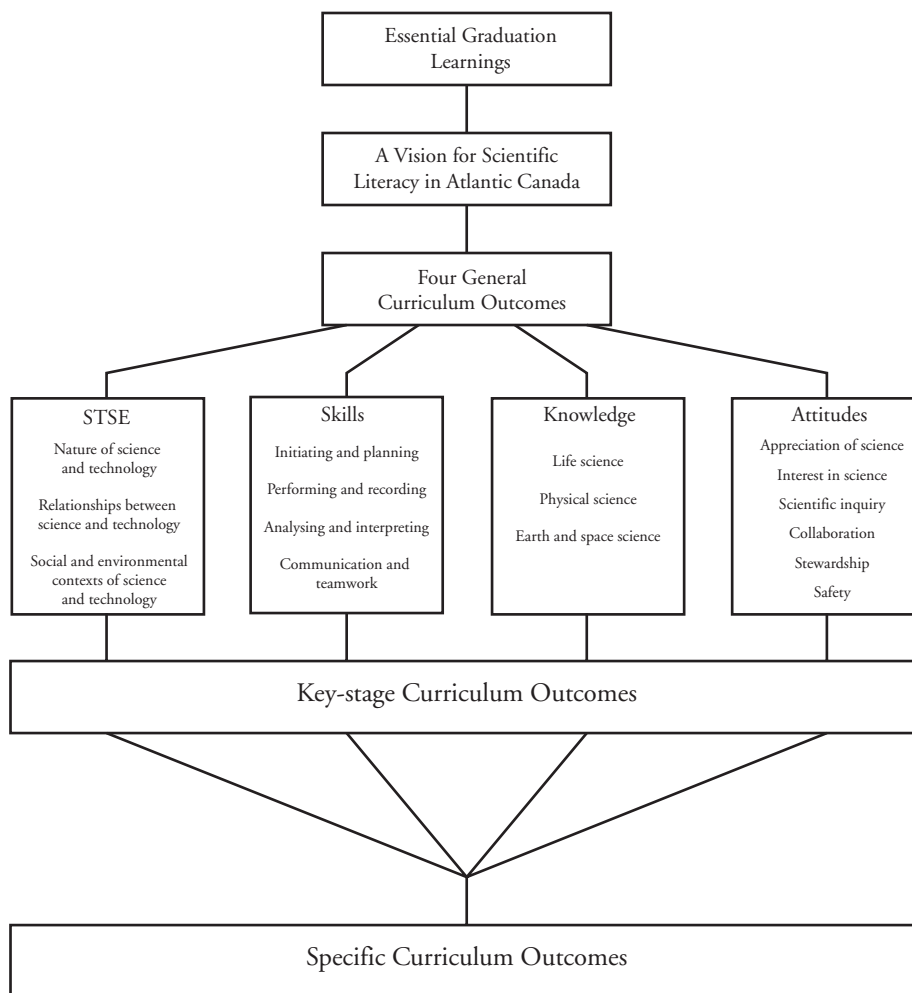 Essential Graduation
Learnings
A Vision for Scientific
Literacy in Atlantic Canada
Four General
Curriculum Outcomes
STSE
Nature of science
and technology
Relationships between
science and technology
Social and environmental
contexts of science
and technology
Skills
Initiating and planning
Performing and recording
Analysing and interpreting
Communication and
teamwork
Knowledge
Life science
Physical science
Earth and space science
Attitudes
Appreciation of science
Interest in science
Scientific inquiry
Collaboration
Stewardship
Safety
Key-stage Curriculum Outcomes
Specific Curriculum Outcomes